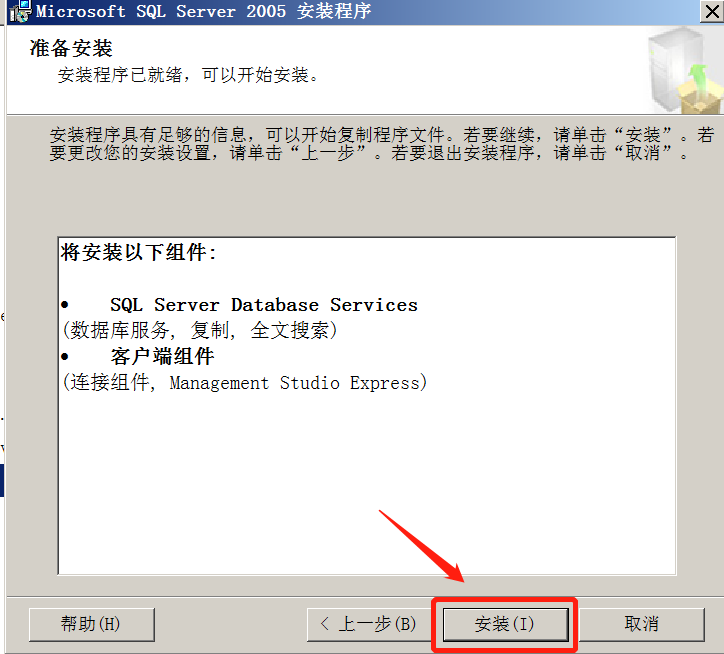 Microsoft SQL Server 2005 安装程序
准备安装
安装程序已就绪，可以开始安装。
安装程序具有足够的信息，可以开始复制程序文件。若要继续，请单击“安装”。若
要更改您的安装设置，请单击“上一步”。若要退出安装程序，请单击“取消”。
将安装以下组件:
• SQL Server Database Services
(数据库服务, 复制, 全文搜索)
• 客户端组件
(连接组件, Management Studio Express)
帮助(H)
< 上一步(B)
安装(I)
取消